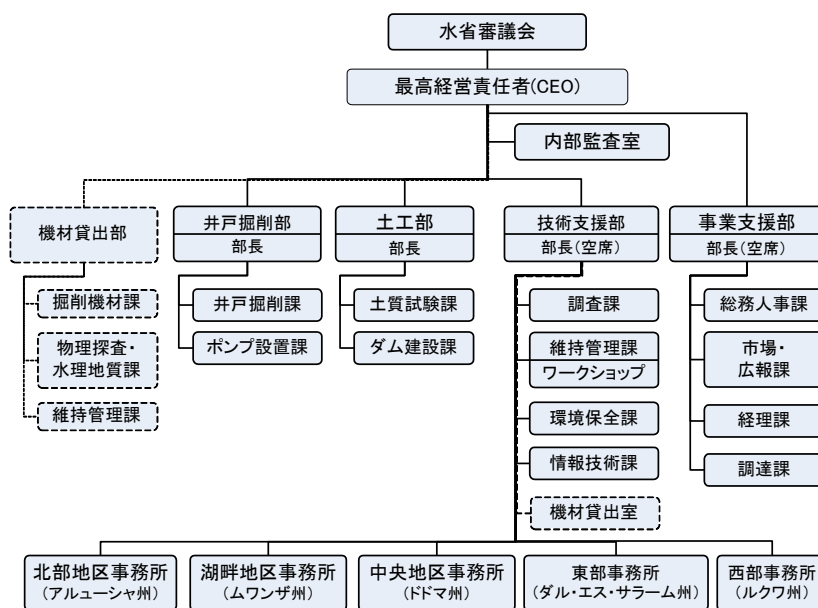 水省審議会
最高経営責任者(CEO)
内部監査室
機材貸出部
井戸掘削部
部長
土工部
部長
技術支援部
部長(空席)
事業支援部
部長(空席)
掘削機材課
物理探査・
水理地質課
維持管理課
井戸掘削課
ポンプ設置課
土質試験課
ダム建設課
調査課
維持管理課
ワークショップ
環境保全課
情報技術課
機材貸出室
総務人事課
市場・
広報課
経理課
調達課
北部地区事務所
(アルューシャ州)
湖畔地区事務所
(ムワンザ州)
中央地区事務所
(ドドマ州)
東部事務所
(ダル・エス・サラーム州)
西部事務所
(ルクワ州)